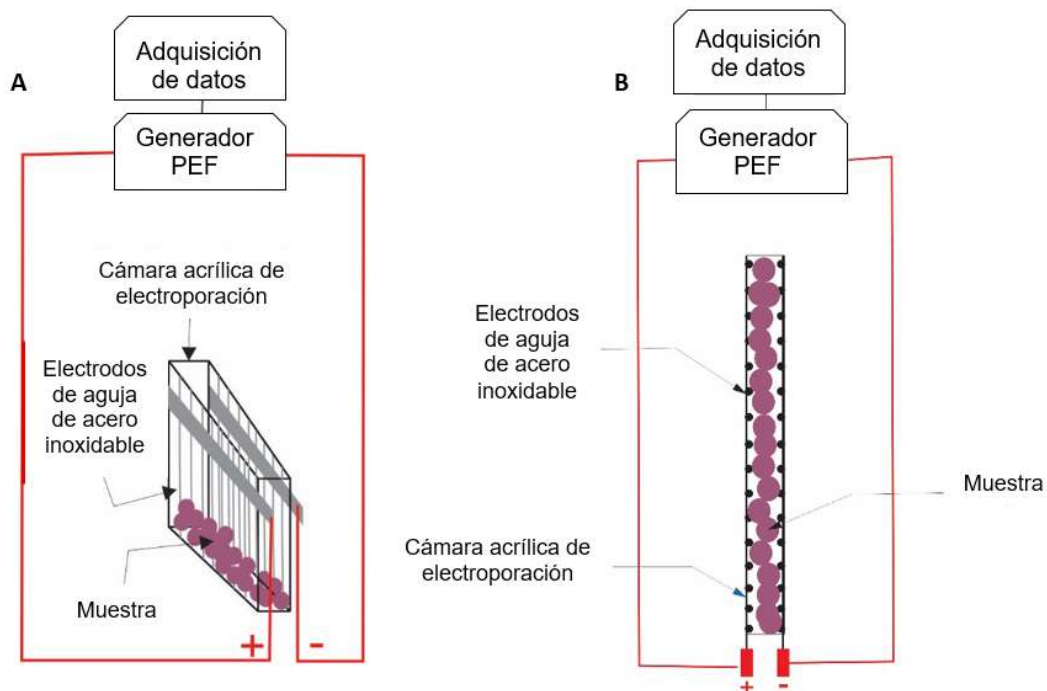 A
Adquisición
de datos
Generador
PEF
Cámara acrílica de
electroporación
Electrodos
de aguja
de acero
inoxidable
Muestra
+
-
B
Adquisición
de datos
Generador
PEF
Electrodos
de aguja
de acero
inoxidable
Muestra
Cámara acrílica de
electroporación
+
-